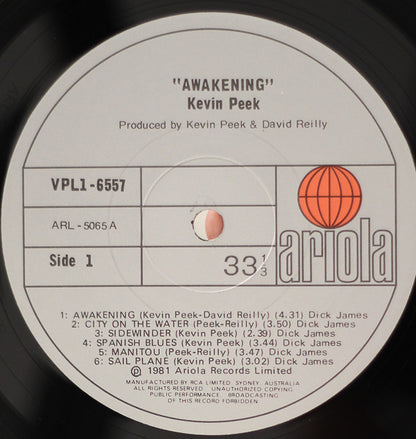 "AWAKENING"
Kevin Peek
Produced by Kevin Peek & David Reilly
VPL1-6557
ARL - 5065 A
Side 1
33 1/3
ariola
1: AWAKENING (Kevin Peek-David Reilly) (4.31) Dick James
2: CITY ON THE WATER (Peek-Reilly) (3.50) Dick James
3: SIDEWINDER (Kevin Peek) (2.39) Dick James
4: SPANISH BLUES (Kevin Peek) (3.44) Dick James
5: MANITOU (Peek-Reilly) (3.47) Dick James
6: SAIL PLANE (Kevin Peek) (3.02) Dick James
℗ 1981 Ariola Records Limited
MANUFACTURED BY RCA LIMITED, SYDNEY, AUSTRALIA
UNAUTHORIZED COPYING,
PUBLIC PERFORMANCE, BROADCASTING
OF THIS RECORD FORBIDDEN